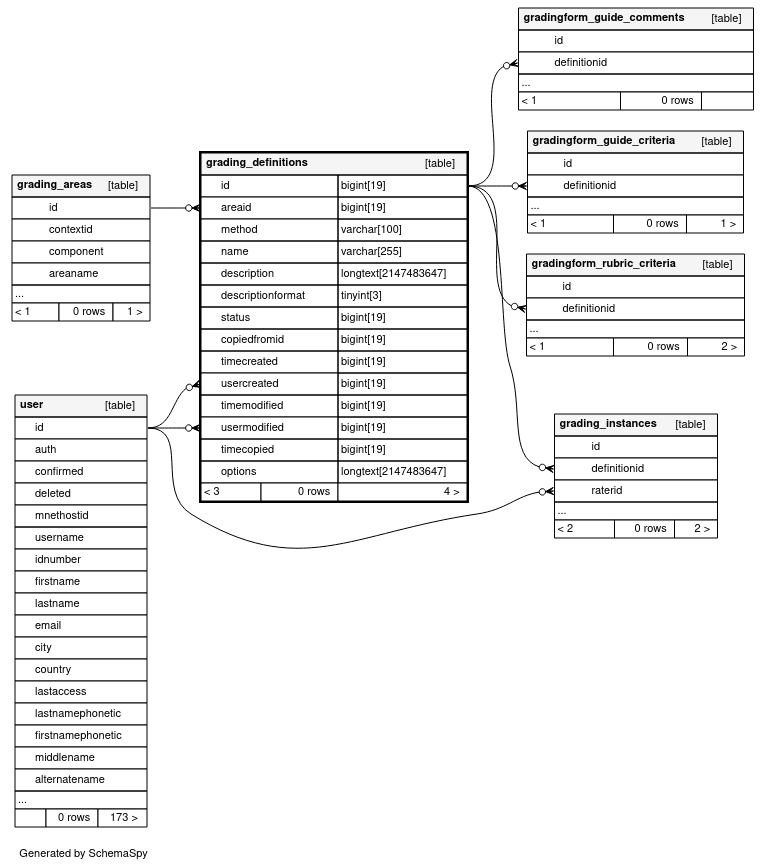 gradingform_guide_comments [table]
id
definitionid
...
< 1 0 rows
gradingform_guide_criteria [table]
id
definitionid
...
< 1 0 rows 1 >
grading_definitions [table]
id bigint[19]
areaid bigint[19]
method varchar[100]
name varchar[255]
description longtext[2147483647]
descriptionformat tinyint[3]
status bigint[19]
copiedfromid bigint[19]
timecreated bigint[19]
usercreated bigint[19]
timemodified bigint[19]
usermodified bigint[19]
timecopied bigint[19]
options longtext[2147483647]
< 3 0 rows 4 >
grading_areas [table]
id
contextid
component
areaname
...
< 1 0 rows 1 >
gradingform_rubric_criteria [table]
id
definitionid
...
< 1 0 rows 2 >
user [table]
id
auth
confirmed
deleted
mnethostid
username
idnumber
firstname
lastname
email
city
country
lastaccess
lastnamephonetic
firstnamephonetic
middlename
alternatename
...
0 rows 173 >
grading_instances [table]
id
definitionid
raterid
...
< 2 0 rows 2 >
Generated by SchemaSpy